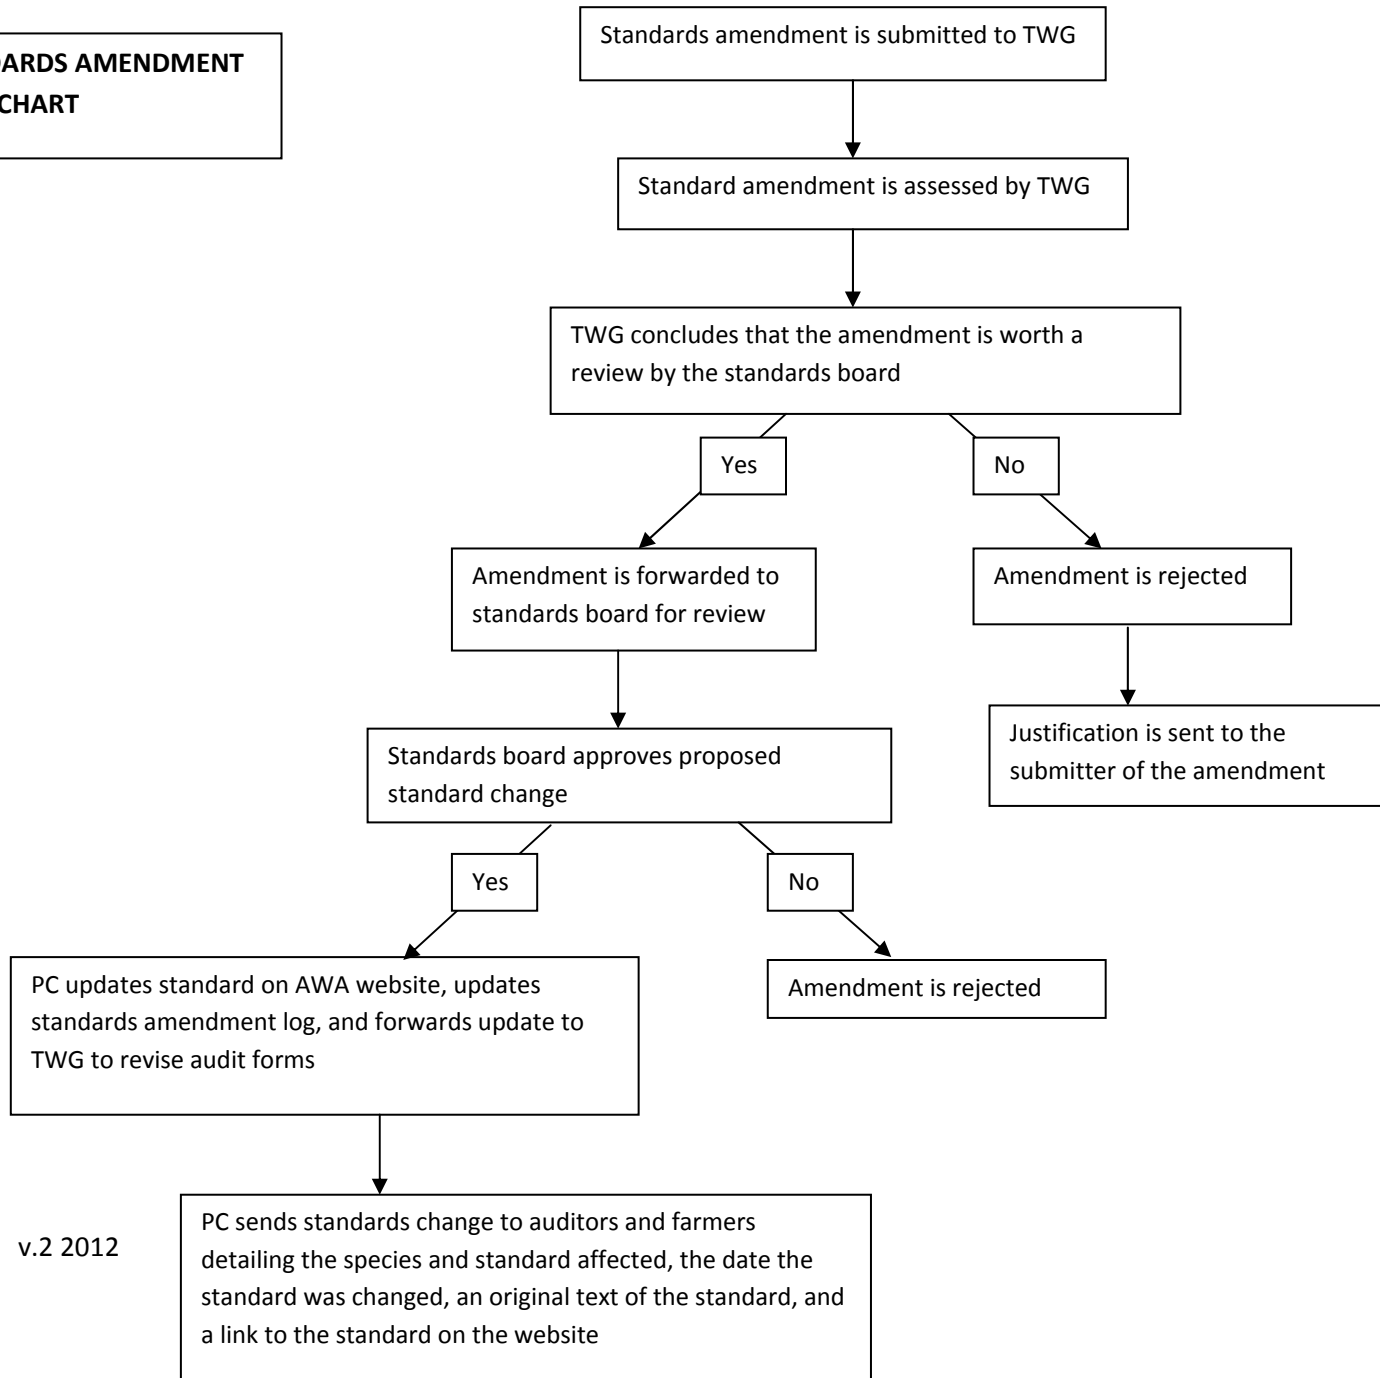 DARDS AMENDMENT
CHART
Standards amendment is submitted to TWG
Standard amendment is assessed by TWG
TWG concludes that the amendment is worth a
review by the standards board
Yes
No
Amendment is forwarded to
standards board for review
Amendment is rejected
Justification is sent to the
submitter of the amendment
Standards board approves proposed
standard change
Yes
No
PC updates standard on AWA website, updates
standards amendment log, and forwards update to
TWG to revise audit forms
Amendment is rejected
PC sends standards change to auditors and farmers
detailing the species and standard affected, the date the
standard was changed, an original text of the standard, and
a link to the standard on the website
v.2 2012